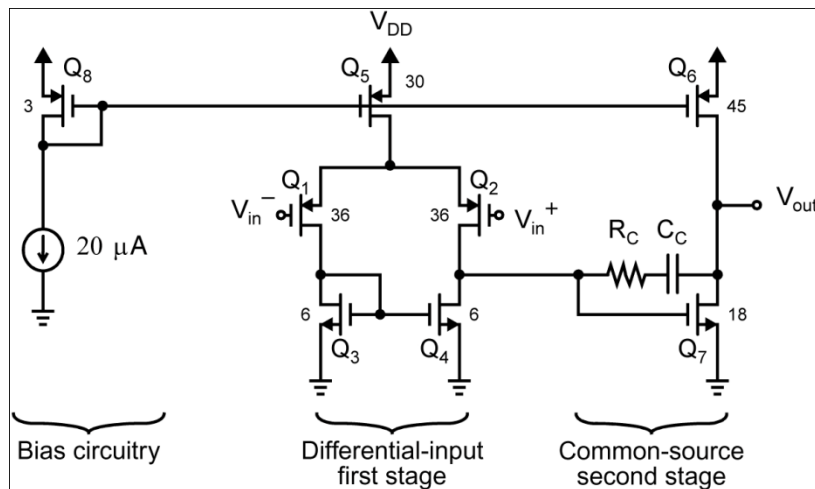 V_DD
Q_8
Q_5
30
Q_6
3
45
Q_1
Q_2
V_in^-
36
36
V_in^+
V_out
R_C
C_C
20 μA
6
6
18
Q_3
Q_4
Q_7
Bias circuitry
Differential-input
first stage
Common-source
second stage